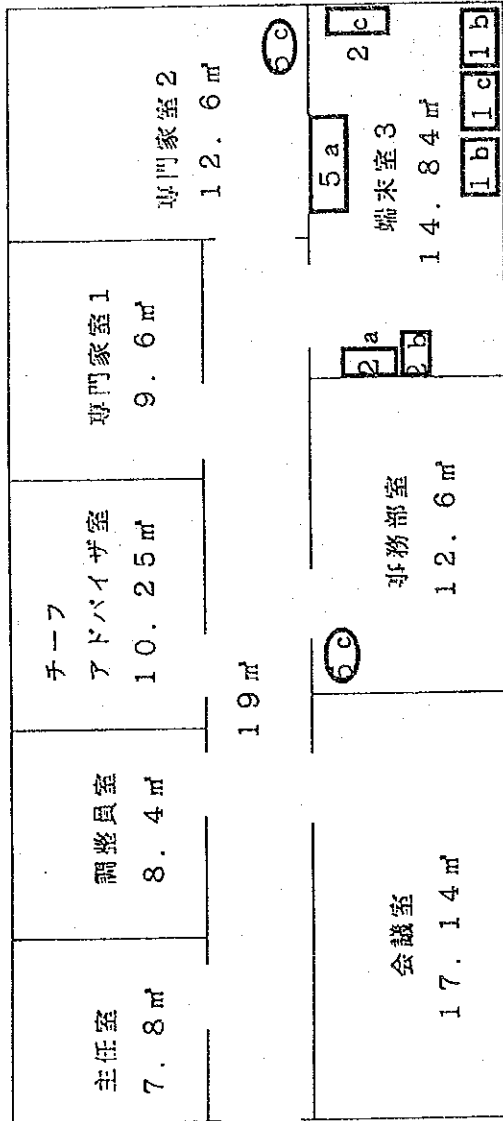 主任室
7.8㎡
調整員室
8.4㎡
チーフ
アドバイザ室
10.25㎡
専門家室1
9.6㎡
専門家室2
12.6㎡
6c
19㎡
会議室
17.14㎡
6c
事務部室
12.6㎡
2a
2b
5a
2c
端末室3
14.84㎡
1b
1c
1b